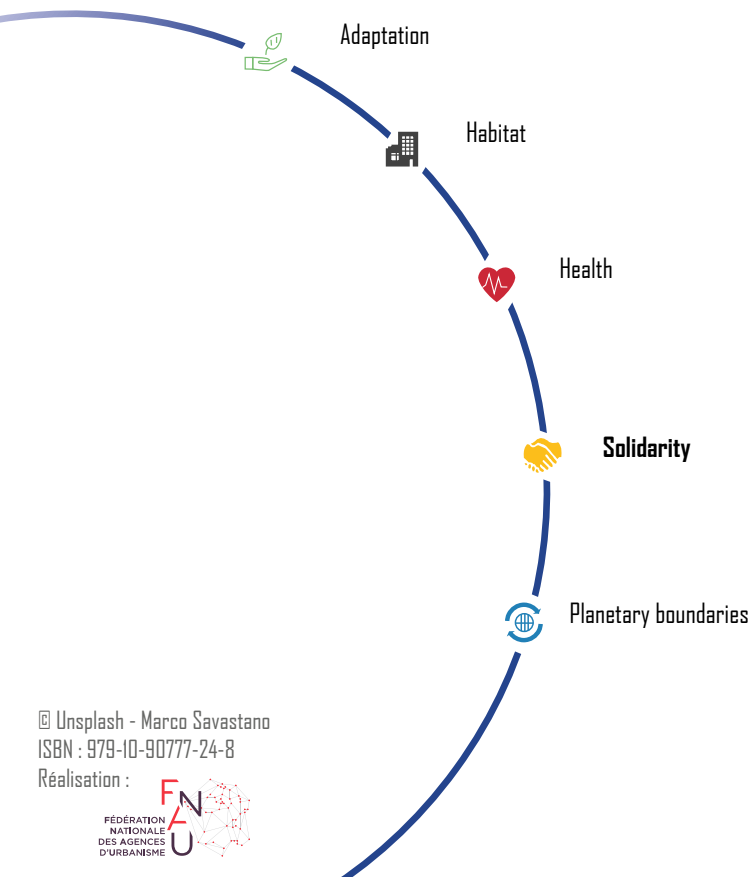 Adaptation
Habitat
Health
Solidarity
Planetary boundaries
© Unsplash - Marco Savastano
ISBN : 979-10-90777-24-8
Réalisation :
FNAU
FÉDÉRATION
NATIONALE
DES AGENCES
D'URBANISME